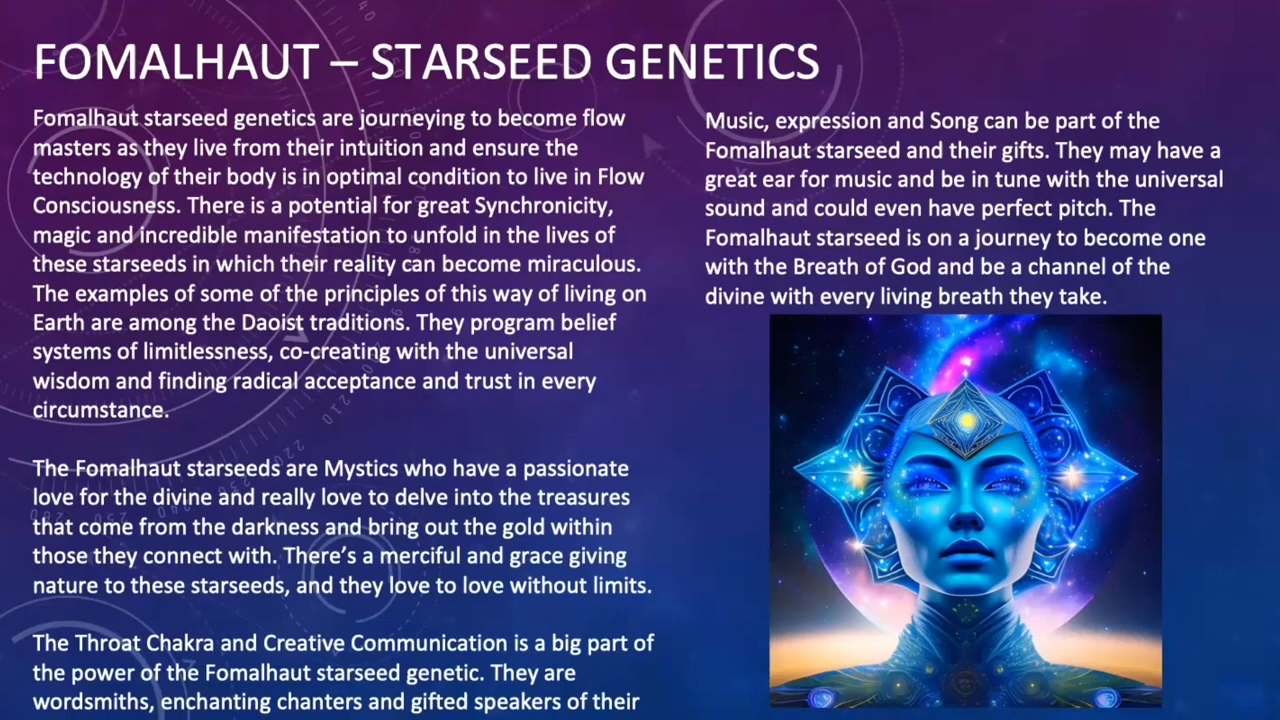 FOMALHAUT – STARSEED GENETICS
Fomalhaut starseed genetics are journeying to become flow
masters as they live from their intuition and ensure the
technology of their body is in optimal condition to live in Flow
Consciousness. There is a potential for great Synchronicity,
magic and incredible manifestation to unfold in the lives of
these starseeds in which their reality can become miraculous.
The examples of some of the principles of this way of living on
Earth are among the Daoist traditions. They program belief
systems of limitlessness, co-creating with the universal
wisdom and finding radical acceptance and trust in every
circumstance.
The Fomalhaut starseeds are Mystics who have a passionate
love for the divine and really love to delve into the treasures
that come from the darkness and bring out the gold within
those they connect with. There’s a merciful and grace giving
nature to these starseeds, and they love to love without limits.
The Throat Chakra and Creative Communication is a big part of
the power of the Fomalhaut starseed genetic. They are
wordsmiths, enchanting chanters and gifted speakers of their
Music, expression and Song can be part of the
Fomalhaut starseed and their gifts. They may have a
great ear for music and be in tune with the universal
sound and could even have perfect pitch. The
Fomalhaut starseed is on a journey to become one
with the Breath of God and be a channel of the
divine with every living breath they take.
40
210
220
230
240
250
260